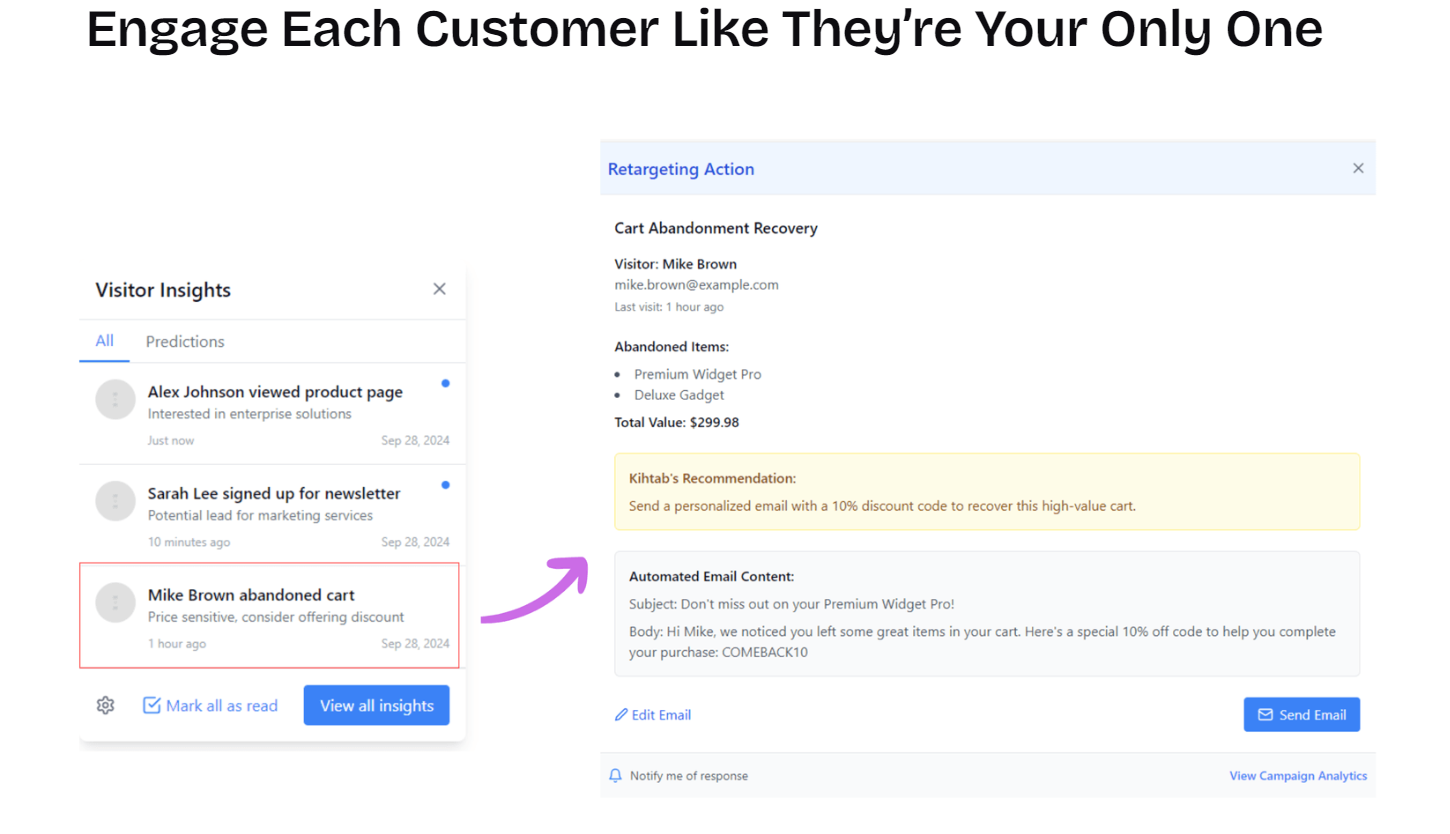 Engage Each Customer Like They’re Your Only One
Visitor Insights
All Predictions
Alex Johnson viewed product page
Interested in enterprise solutions
Just now Sep 28, 2024
Sarah Lee signed up for newsletter
Potential lead for marketing services
10 minutes ago Sep 28, 2024
Mike Brown abandoned cart
Price sensitive, consider offering discount
1 hour ago Sep 28, 2024
Mark all as read View all insights
Retargeting Action
Cart Abandonment Recovery
Visitor: Mike Brown
mike.brown@example.com
Last visit: 1 hour ago
Abandoned Items:
Premium Widget Pro
Deluxe Gadget
Total Value: $299.98
Kihtab's Recommendation:
Send a personalized email with a 10% discount code to recover this high-value cart.
Automated Email Content:
Subject: Don't miss out on your Premium Widget Pro!
Body: Hi Mike, we noticed you left some great items in your cart. Here's a special 10% off code to help you complete
your purchase: COMEBACK10
Edit Email Send Email
Notify me of response View Campaign Analytics